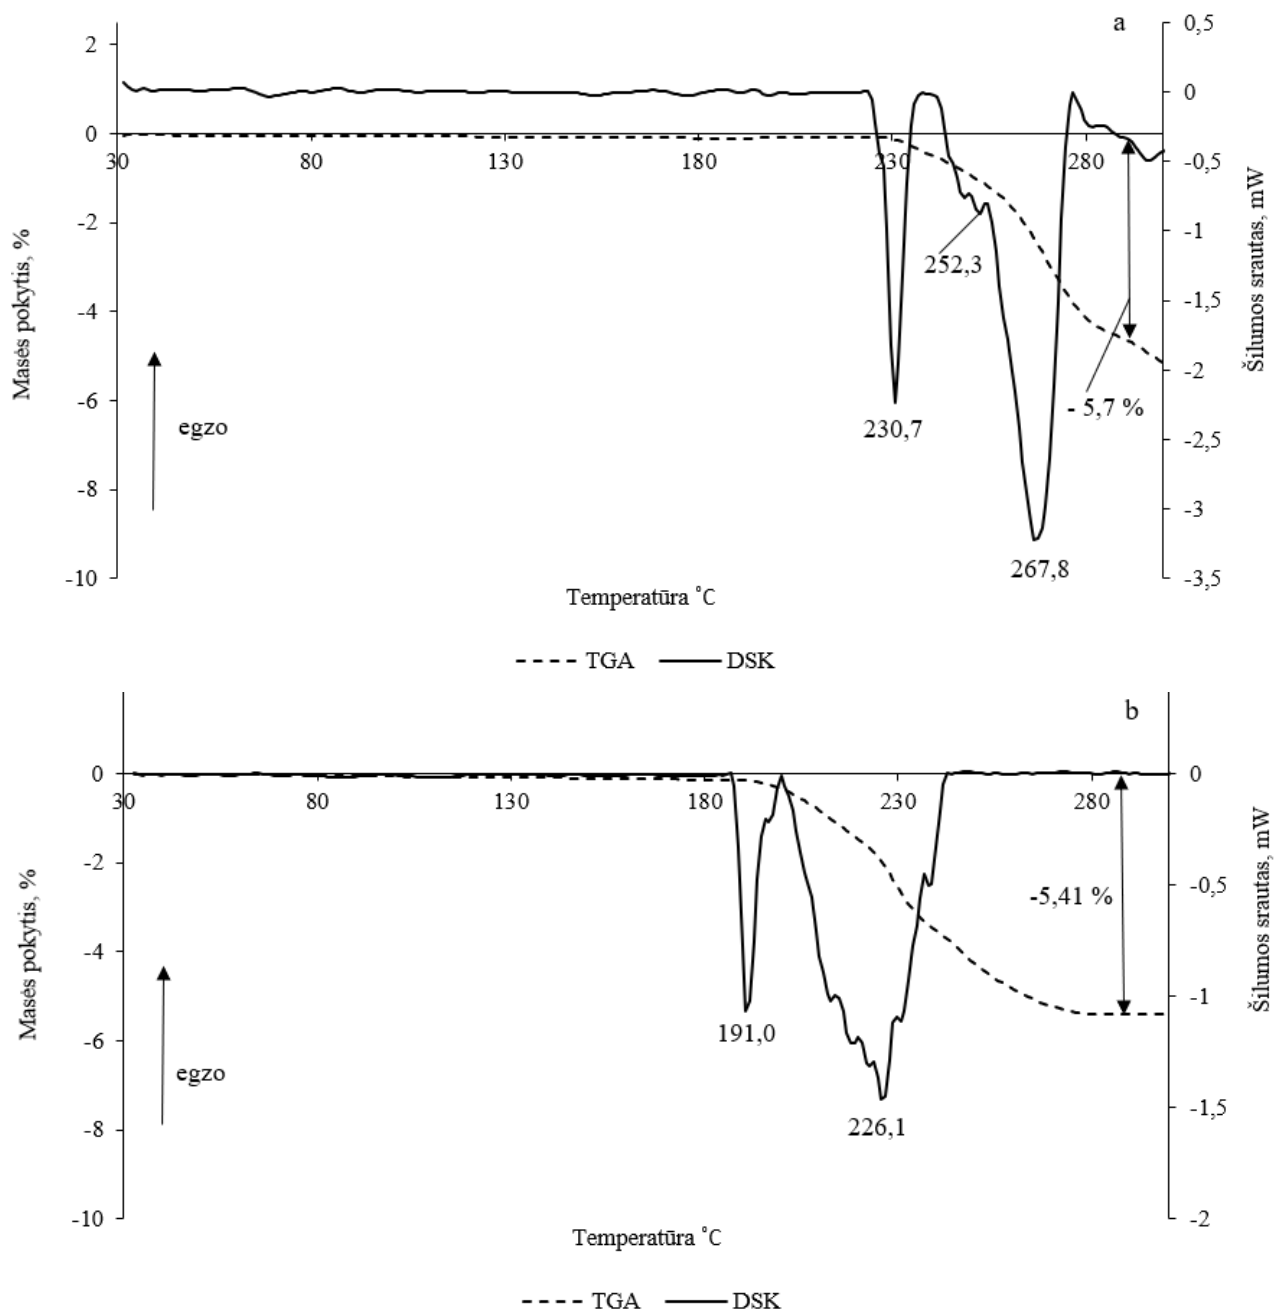 a
2
0
-2
-4
-6
-8
-10
Masės pokytis, %
0,5
0
-0,5
-1
-1,5
-2
-2,5
-3
-3,5
Šilumos srautas, mW
30 80 130 180 230 280
252,3
230,7
267,8
- 5,7 %
egzo
Temperatūra ˚C
TGA DSK
b
0
-2
-4
-6
-8
-10
Masės pokytis, %
0
-0,5
-1
-1,5
-2
Šilumos srautas, mW
30 80 130 180 230 280
-5,41 %
191,0
226,1
egzo
Temperatūra ˚C
TGA DSK